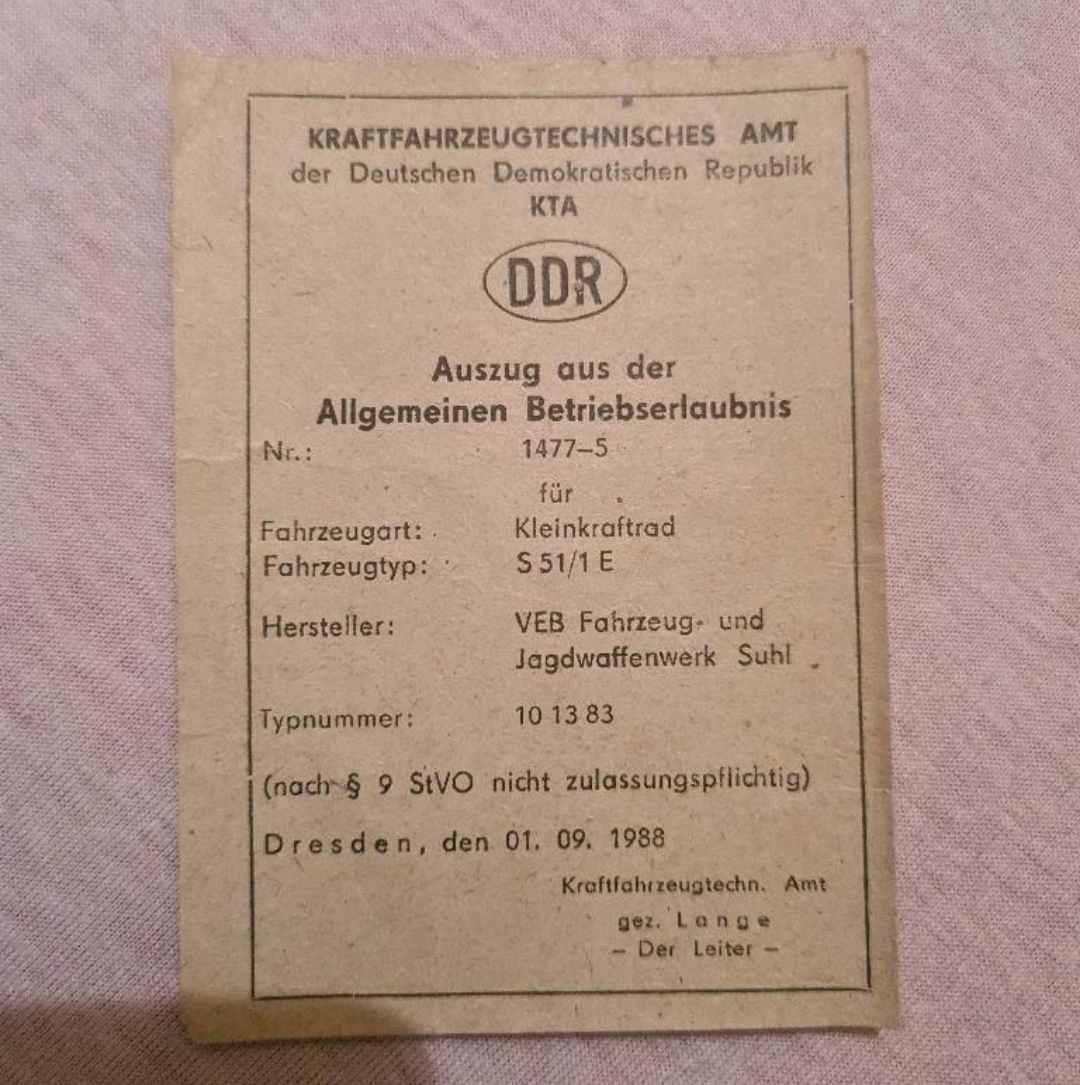 KRAFTFAHRZEUGTECHNISCHES AMT
der Deutschen Demokratischen Republik
KTA
DDR
Auszug aus der
Allgemeinen Betriebserlaubnis
Nr.: 1477–5
für
Fahrzeugart: Kleinkraftrad
Fahrzeugtyp: S 51/1 E
Hersteller: VEB Fahrzeug- und
Jagdwaffenwerk Suhl
Typnummer: 10 13 83
(nach § 9 StVO nicht zulassungspflichtig)
Dresden, den 01. 09. 1988
Kraftfahrzeugtechn. Amt
gez. Lange
– Der Leiter –